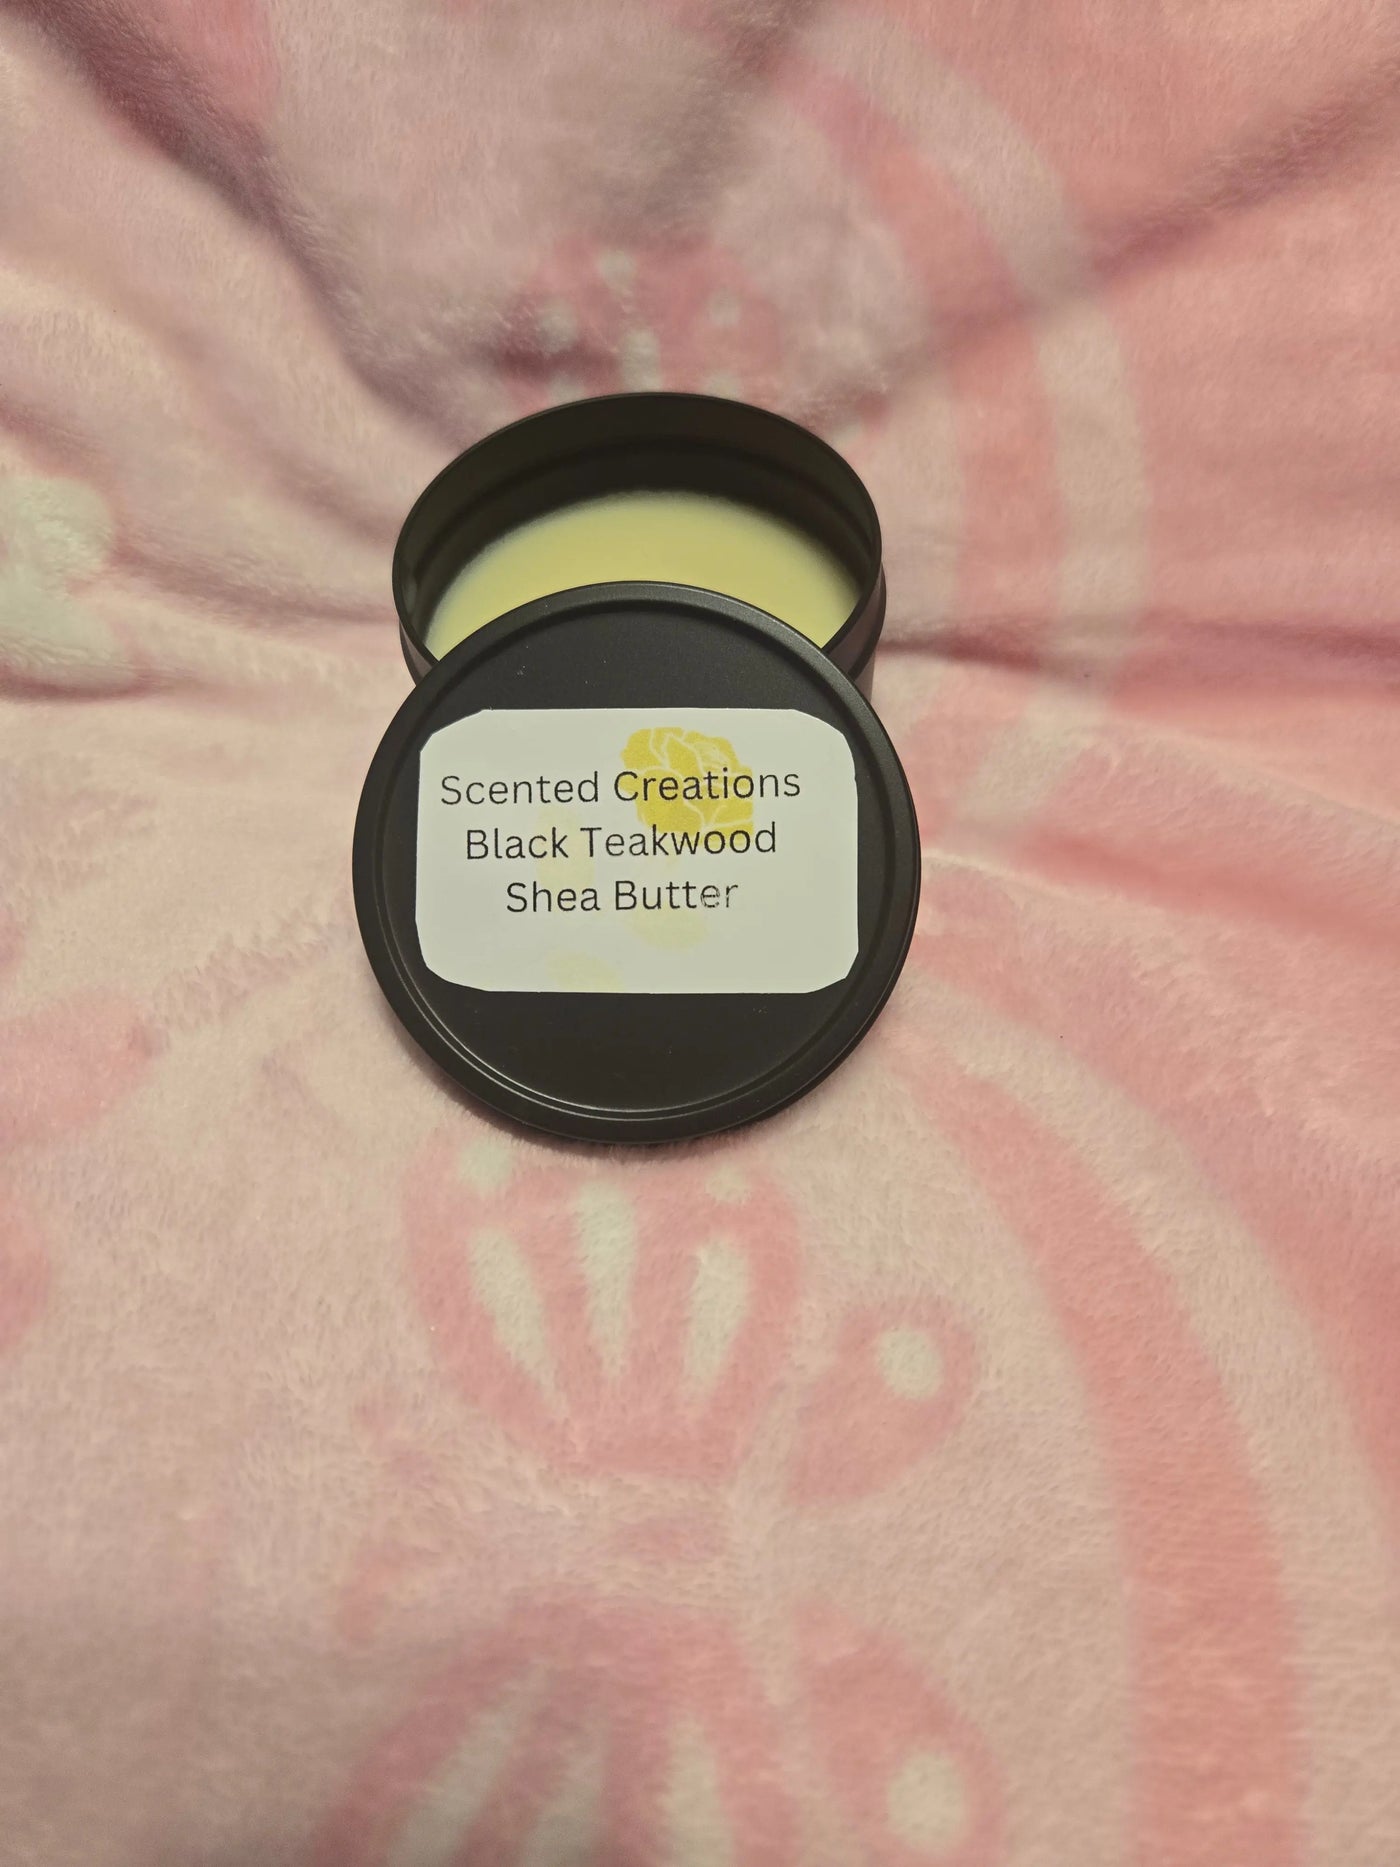 Scented Creations
Black Teakwood
Shea Butter